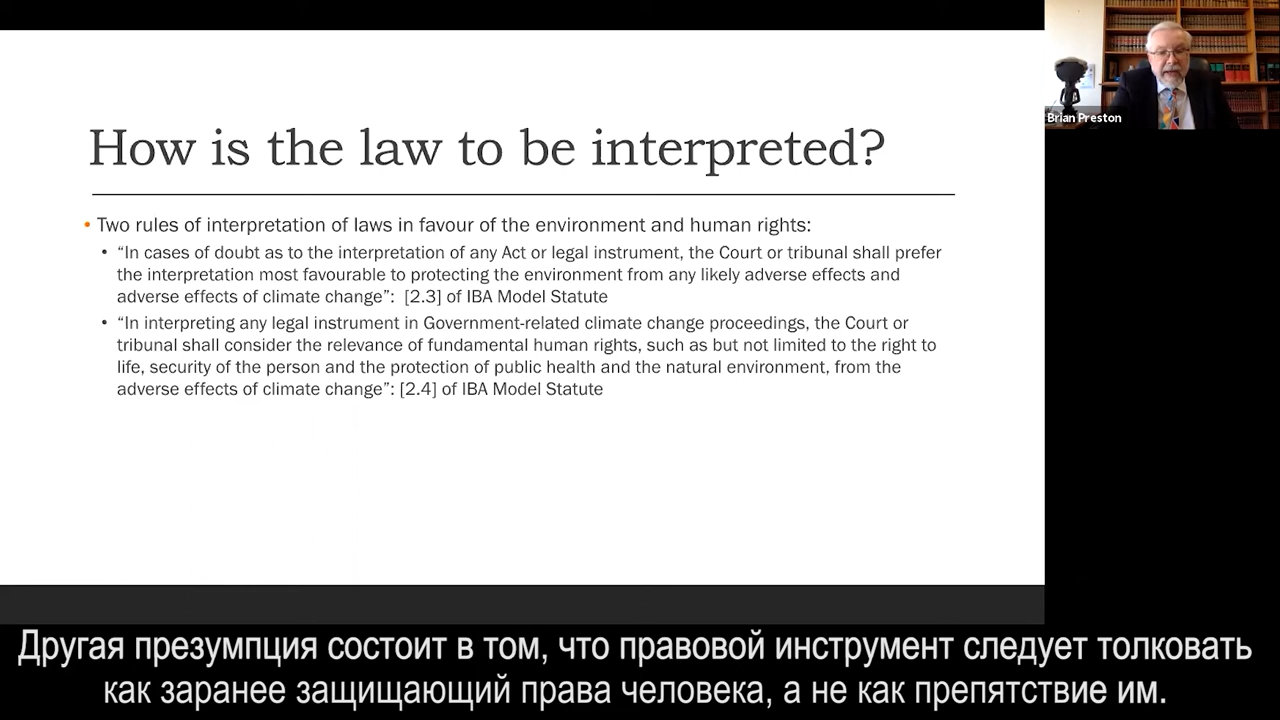 How is the law to be interpreted?
• Two rules of interpretation of laws in favour of the environment and human rights:
• “In cases of doubt as to the interpretation of any Act or legal instrument, the Court or tribunal shall prefer
the interpretation most favourable to protecting the environment from any likely adverse effects and
adverse effects of climate change”: [2.3] of IBA Model Statute
• “In interpreting any legal instrument in Government-related climate change proceedings, the Court or
tribunal shall consider the relevance of fundamental human rights, such as but not limited to the right to
life, security of the person and the protection of public health and the natural environment, from the
adverse effects of climate change”: [2.4] of IBA Model Statute
Brian Preston
Другая презумпция состоит в том, что правовой инструмент следует толковать
как заранее защищающий права человека, а не как препятствие им.